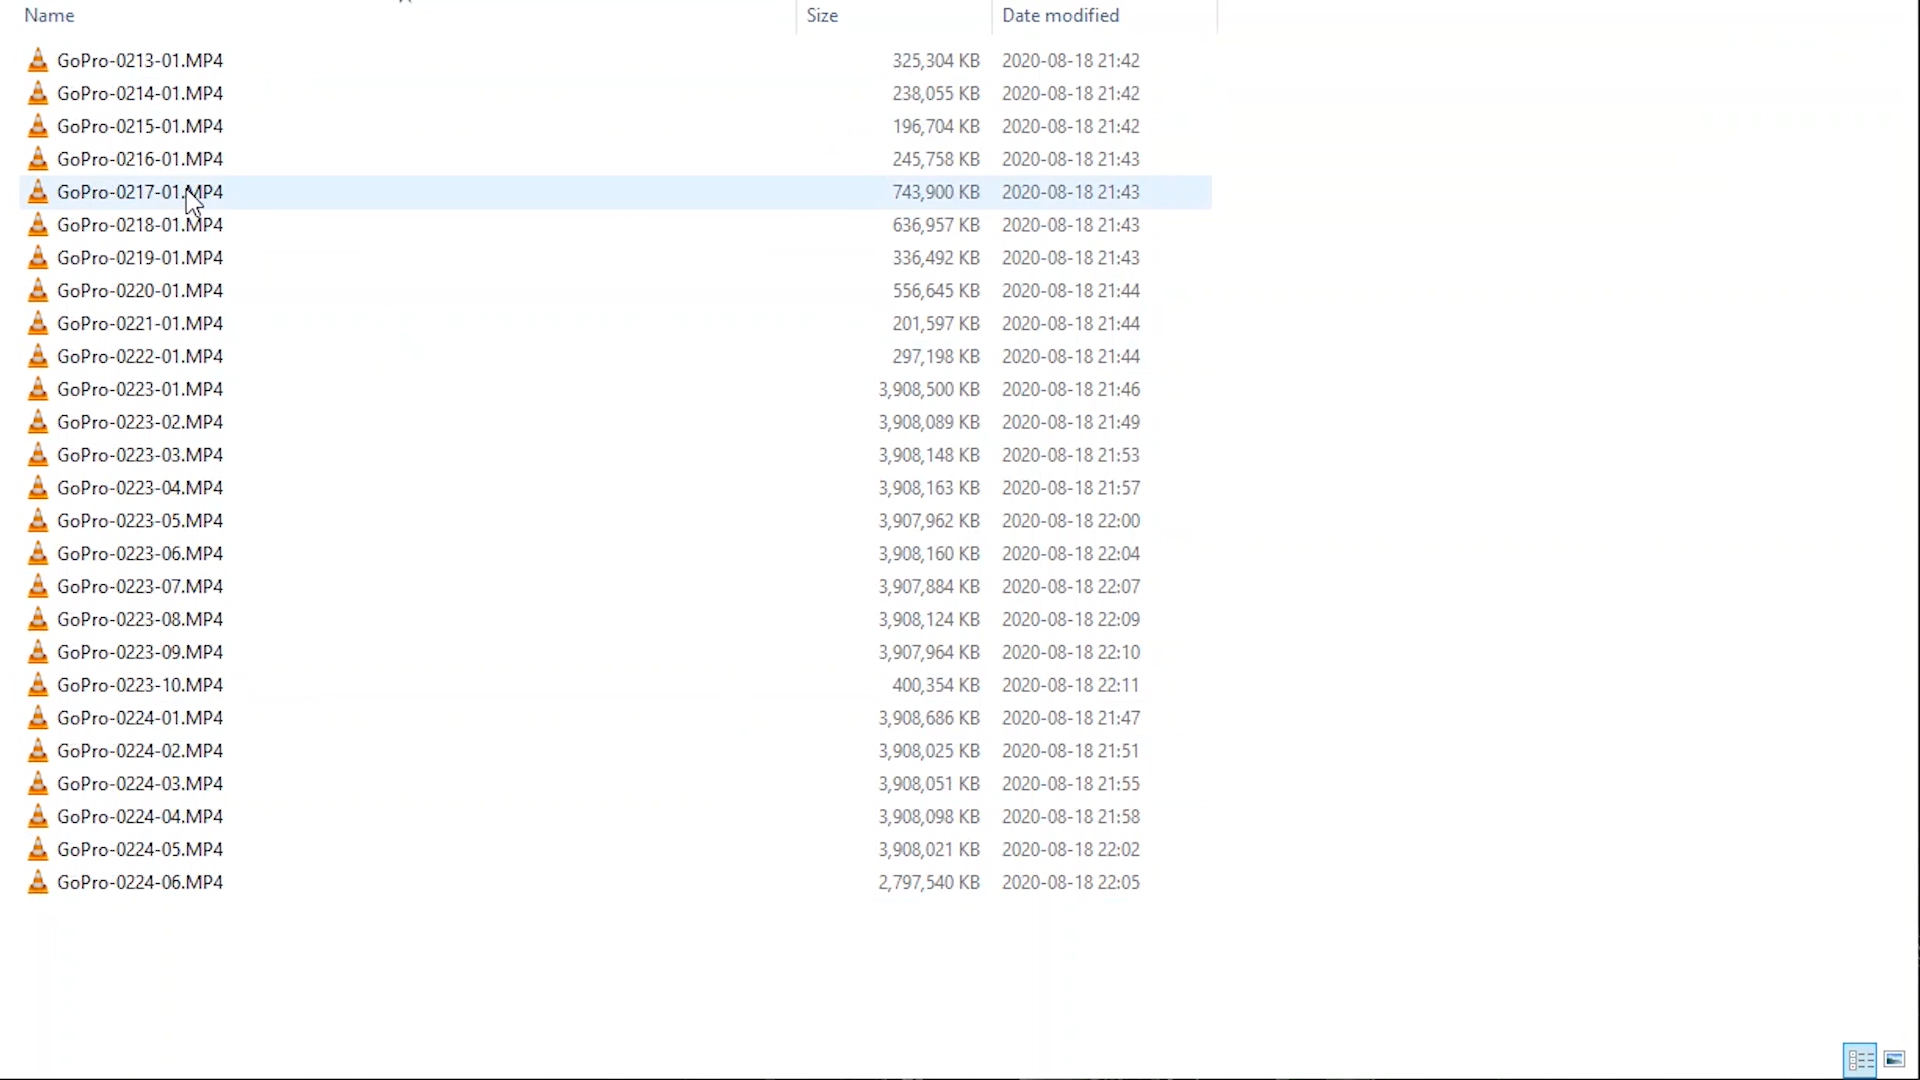 Name Size Date modified
GoPro-0213-01.MP4 325,304 KB 2020-08-18 21:42
GoPro-0214-01.MP4 238,055 KB 2020-08-18 21:42
GoPro-0215-01.MP4 196,704 KB 2020-08-18 21:42
GoPro-0216-01.MP4 245,758 KB 2020-08-18 21:43
GoPro-0217-01.MP4 743,900 KB 2020-08-18 21:43
GoPro-0218-01.MP4 636,957 KB 2020-08-18 21:43
GoPro-0219-01.MP4 336,492 KB 2020-08-18 21:43
GoPro-0220-01.MP4 556,645 KB 2020-08-18 21:44
GoPro-0221-01.MP4 201,597 KB 2020-08-18 21:44
GoPro-0222-01.MP4 297,198 KB 2020-08-18 21:44
GoPro-0223-01.MP4 3,908,500 KB 2020-08-18 21:46
GoPro-0223-02.MP4 3,908,089 KB 2020-08-18 21:49
GoPro-0223-03.MP4 3,908,148 KB 2020-08-18 21:53
GoPro-0223-04.MP4 3,908,163 KB 2020-08-18 21:57
GoPro-0223-05.MP4 3,907,962 KB 2020-08-18 22:00
GoPro-0223-06.MP4 3,908,160 KB 2020-08-18 22:04
GoPro-0223-07.MP4 3,907,884 KB 2020-08-18 22:07
GoPro-0223-08.MP4 3,908,124 KB 2020-08-18 22:09
GoPro-0223-09.MP4 3,907,964 KB 2020-08-18 22:10
GoPro-0223-10.MP4 400,354 KB 2020-08-18 22:11
GoPro-0224-01.MP4 3,908,686 KB 2020-08-18 21:47
GoPro-0224-02.MP4 3,908,025 KB 2020-08-18 21:51
GoPro-0224-03.MP4 3,908,051 KB 2020-08-18 21:55
GoPro-0224-04.MP4 3,908,098 KB 2020-08-18 21:58
GoPro-0224-05.MP4 3,908,021 KB 2020-08-18 22:02
GoPro-0224-06.MP4 2,797,540 KB 2020-08-18 22:05